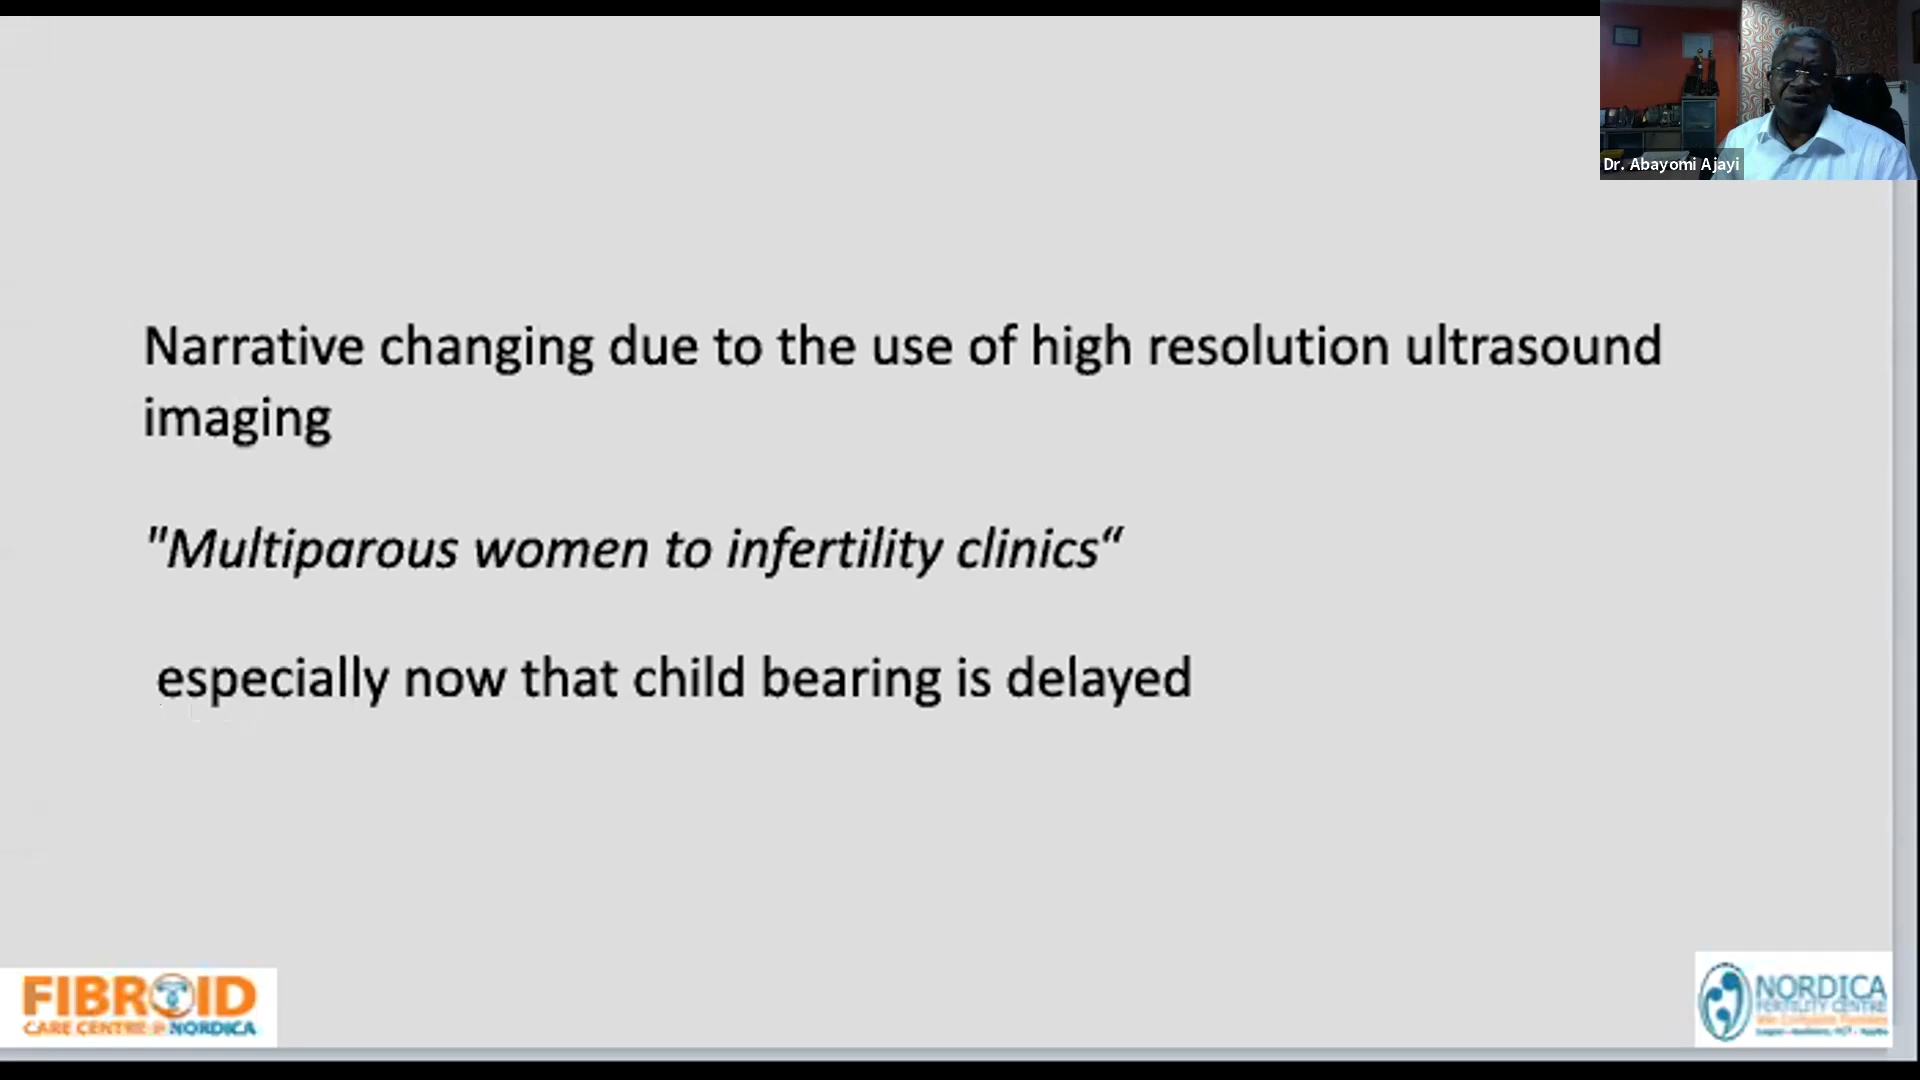 Dr. Abayomi Ajayi
Narrative changing due to the use of high resolution ultrasound
imaging
"Multiparous women to infertility clinics“
especially now that child bearing is delayed
FIBROID
CARE CENTRE @ NORDICA
NORDICA
FERTILITY CENTRE